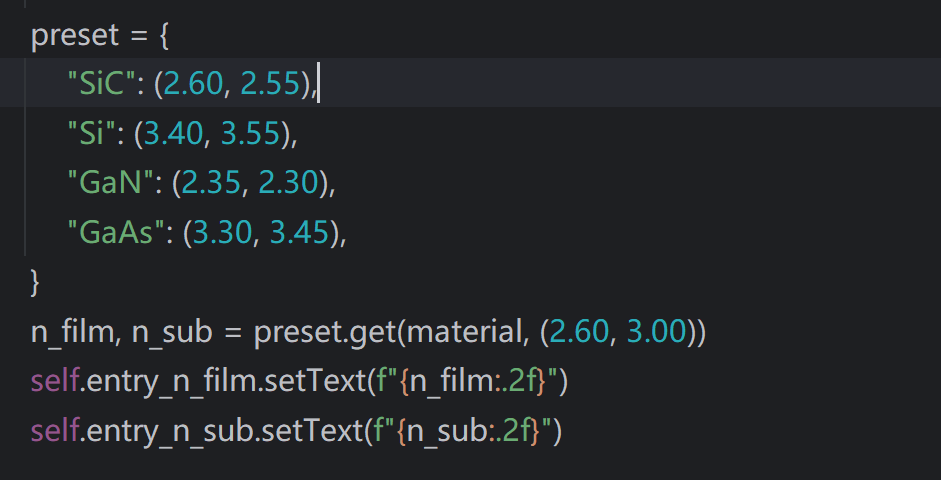 preset = {
    "SiC": (2.60, 2.55),
    "Si": (3.40, 3.55),
    "GaN": (2.35, 2.30),
    "GaAs": (3.30, 3.45),
}
n_film, n_sub = preset.get(material, (2.60, 3.00))
self.entry_n_film.setText(f"{n_film:.2f}")
self.entry_n_sub.setText(f"{n_sub:.2f}")